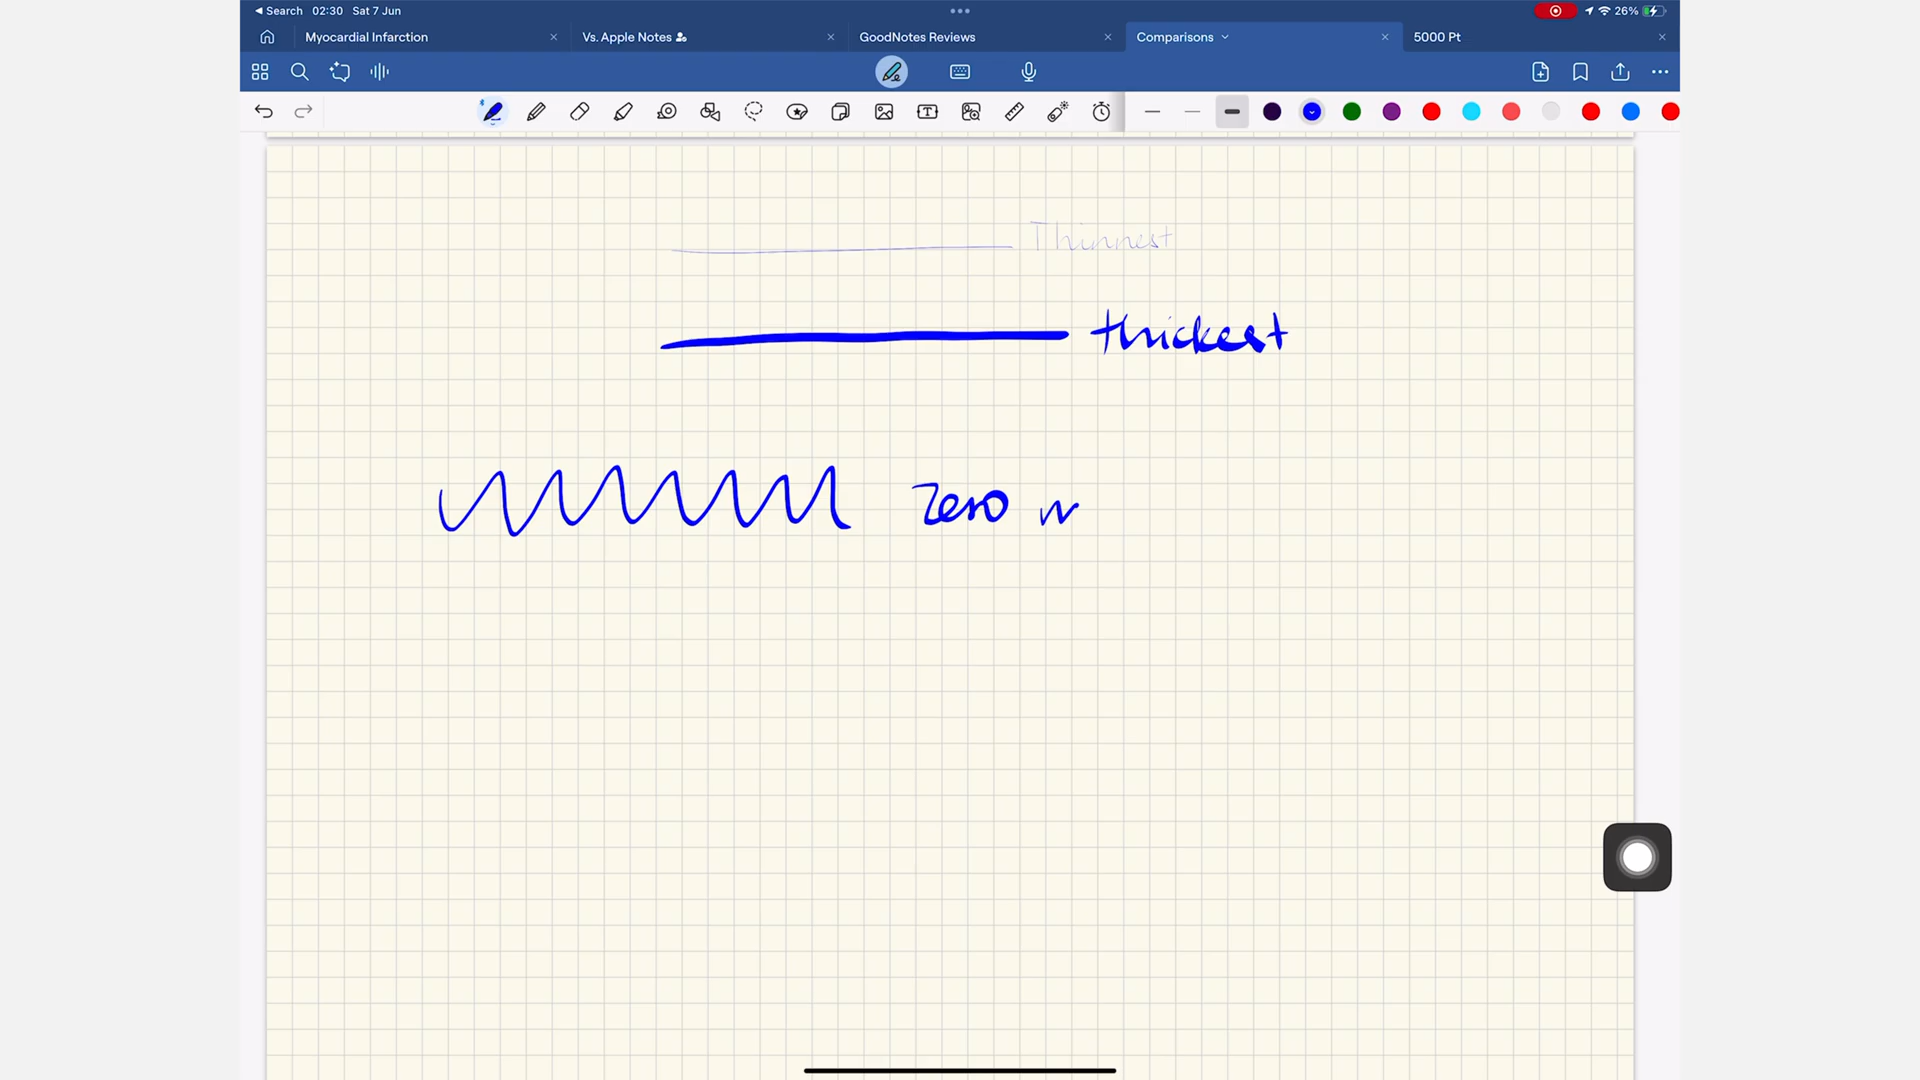 Search 02:30 Sat 7 Jun 26%
Myocardial Infarction Vs. Apple Notes GoodNotes Reviews Comparisons 5000 Pt
Thinnest
thickest
Zero